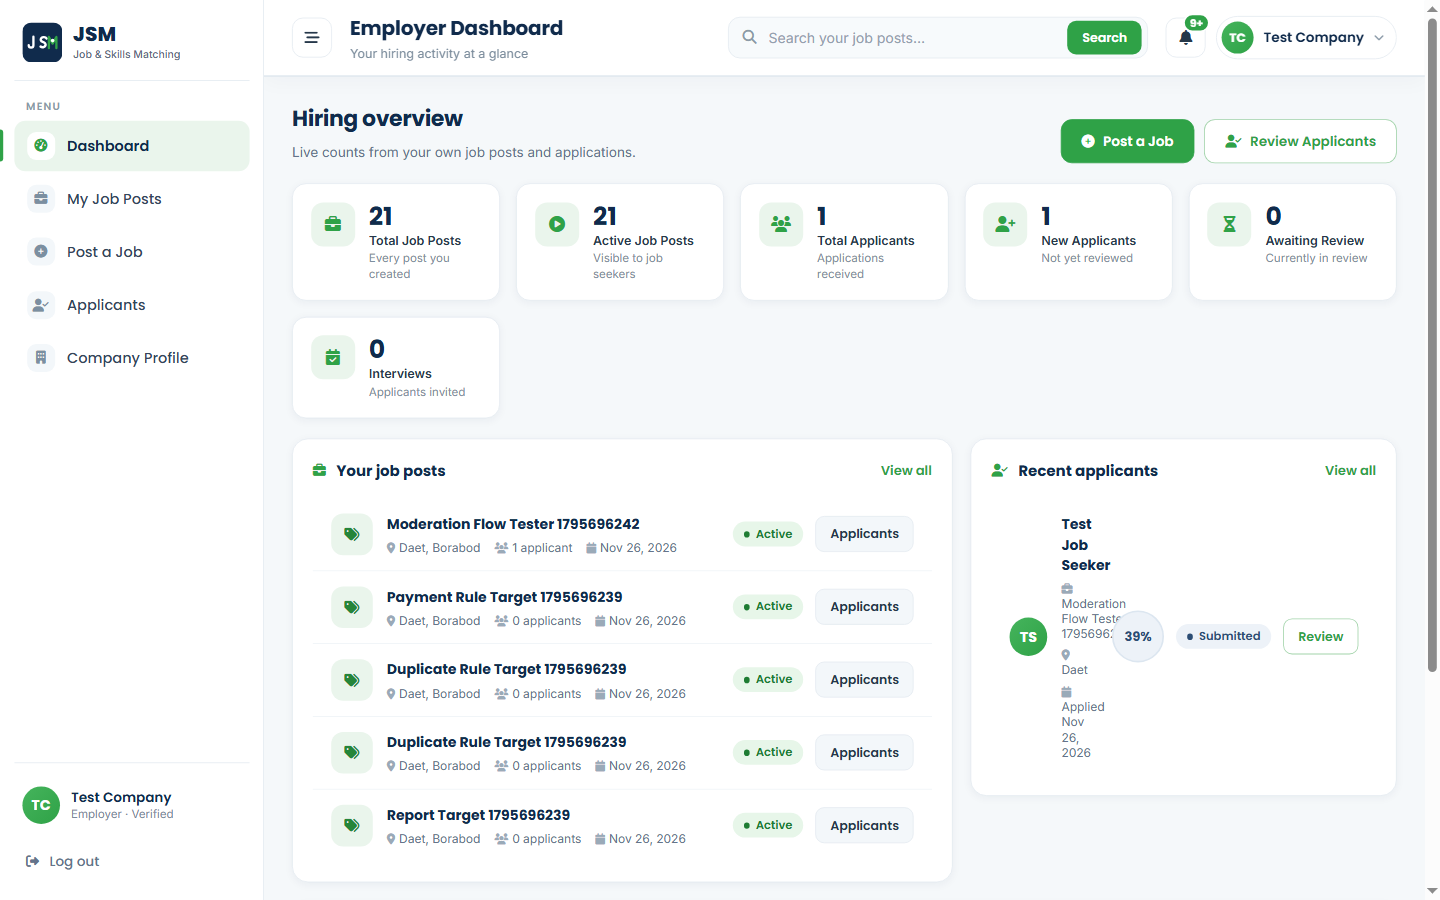 JSM
JSM
Job & Skills Matching
MENU
Dashboard
My Job Posts
Post a Job
Applicants
Company Profile
TC
Test Company
Employer · Verified
Log out
Employer Dashboard
Your hiring activity at a glance
Search your job posts...
Search
9+
TC
Test Company
Hiring overview
Live counts from your own job posts and applications.
Post a Job
Review Applicants
21
Total Job Posts
Every post you
created
21
Active Job Posts
Visible to job
seekers
1
Total Applicants
Applications
received
1
New Applicants
Not yet reviewed
0
Awaiting Review
Currently in review
0
Interviews
Applicants invited
Your job posts
View all
Moderation Flow Tester 1795696242
Daet, Borabod 1 applicant Nov 26, 2026
Active
Applicants
Payment Rule Target 1795696239
Daet, Borabod 0 applicants Nov 26, 2026
Active
Applicants
Duplicate Rule Target 1795696239
Daet, Borabod 0 applicants Nov 26, 2026
Active
Applicants
Duplicate Rule Target 1795696239
Daet, Borabod 0 applicants Nov 26, 2026
Active
Applicants
Report Target 1795696239
Daet, Borabod 0 applicants Nov 26, 2026
Active
Applicants
Recent applicants
View all
TS
Test
Job
Seeker
Moderation
Flow
Daet
Applied
Nov
26,
2026
39%
Submitted
Review